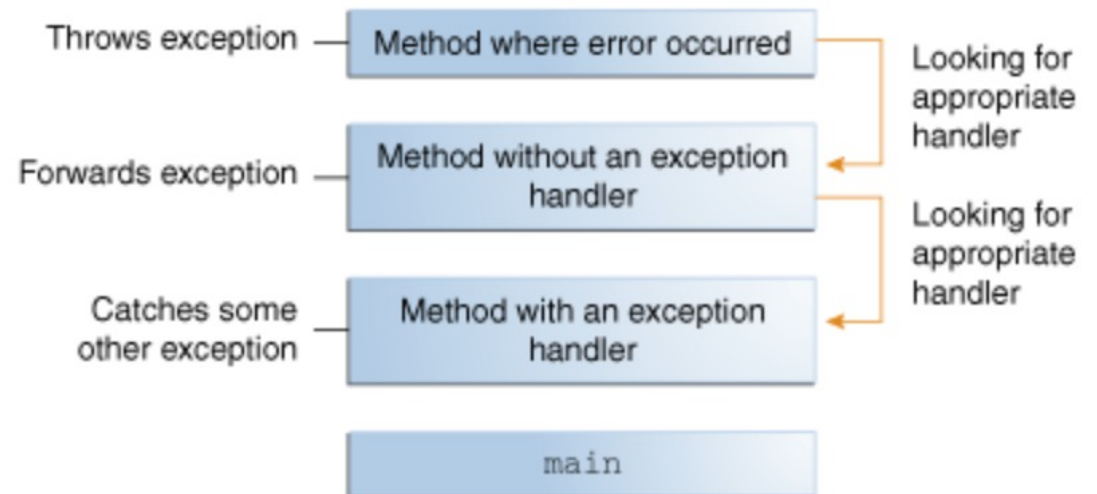 Throws exception
Method where error occurred
Looking for
appropriate
handler
Forwards exception
Method without an exception
handler
Looking for
appropriate
handler
Catches some
other exception
Method with an exception
handler
main